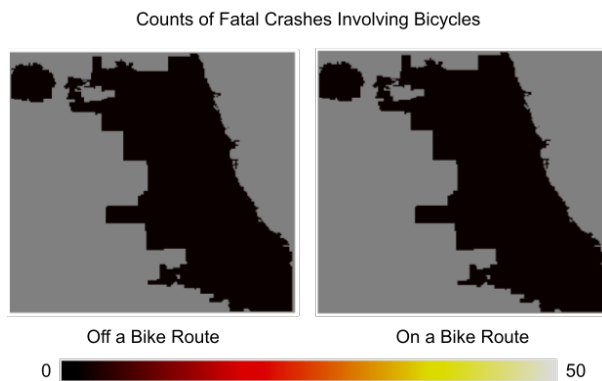 Counts of Fatal Crashes Involving Bicycles
Off a Bike Route
On a Bike Route
0
50